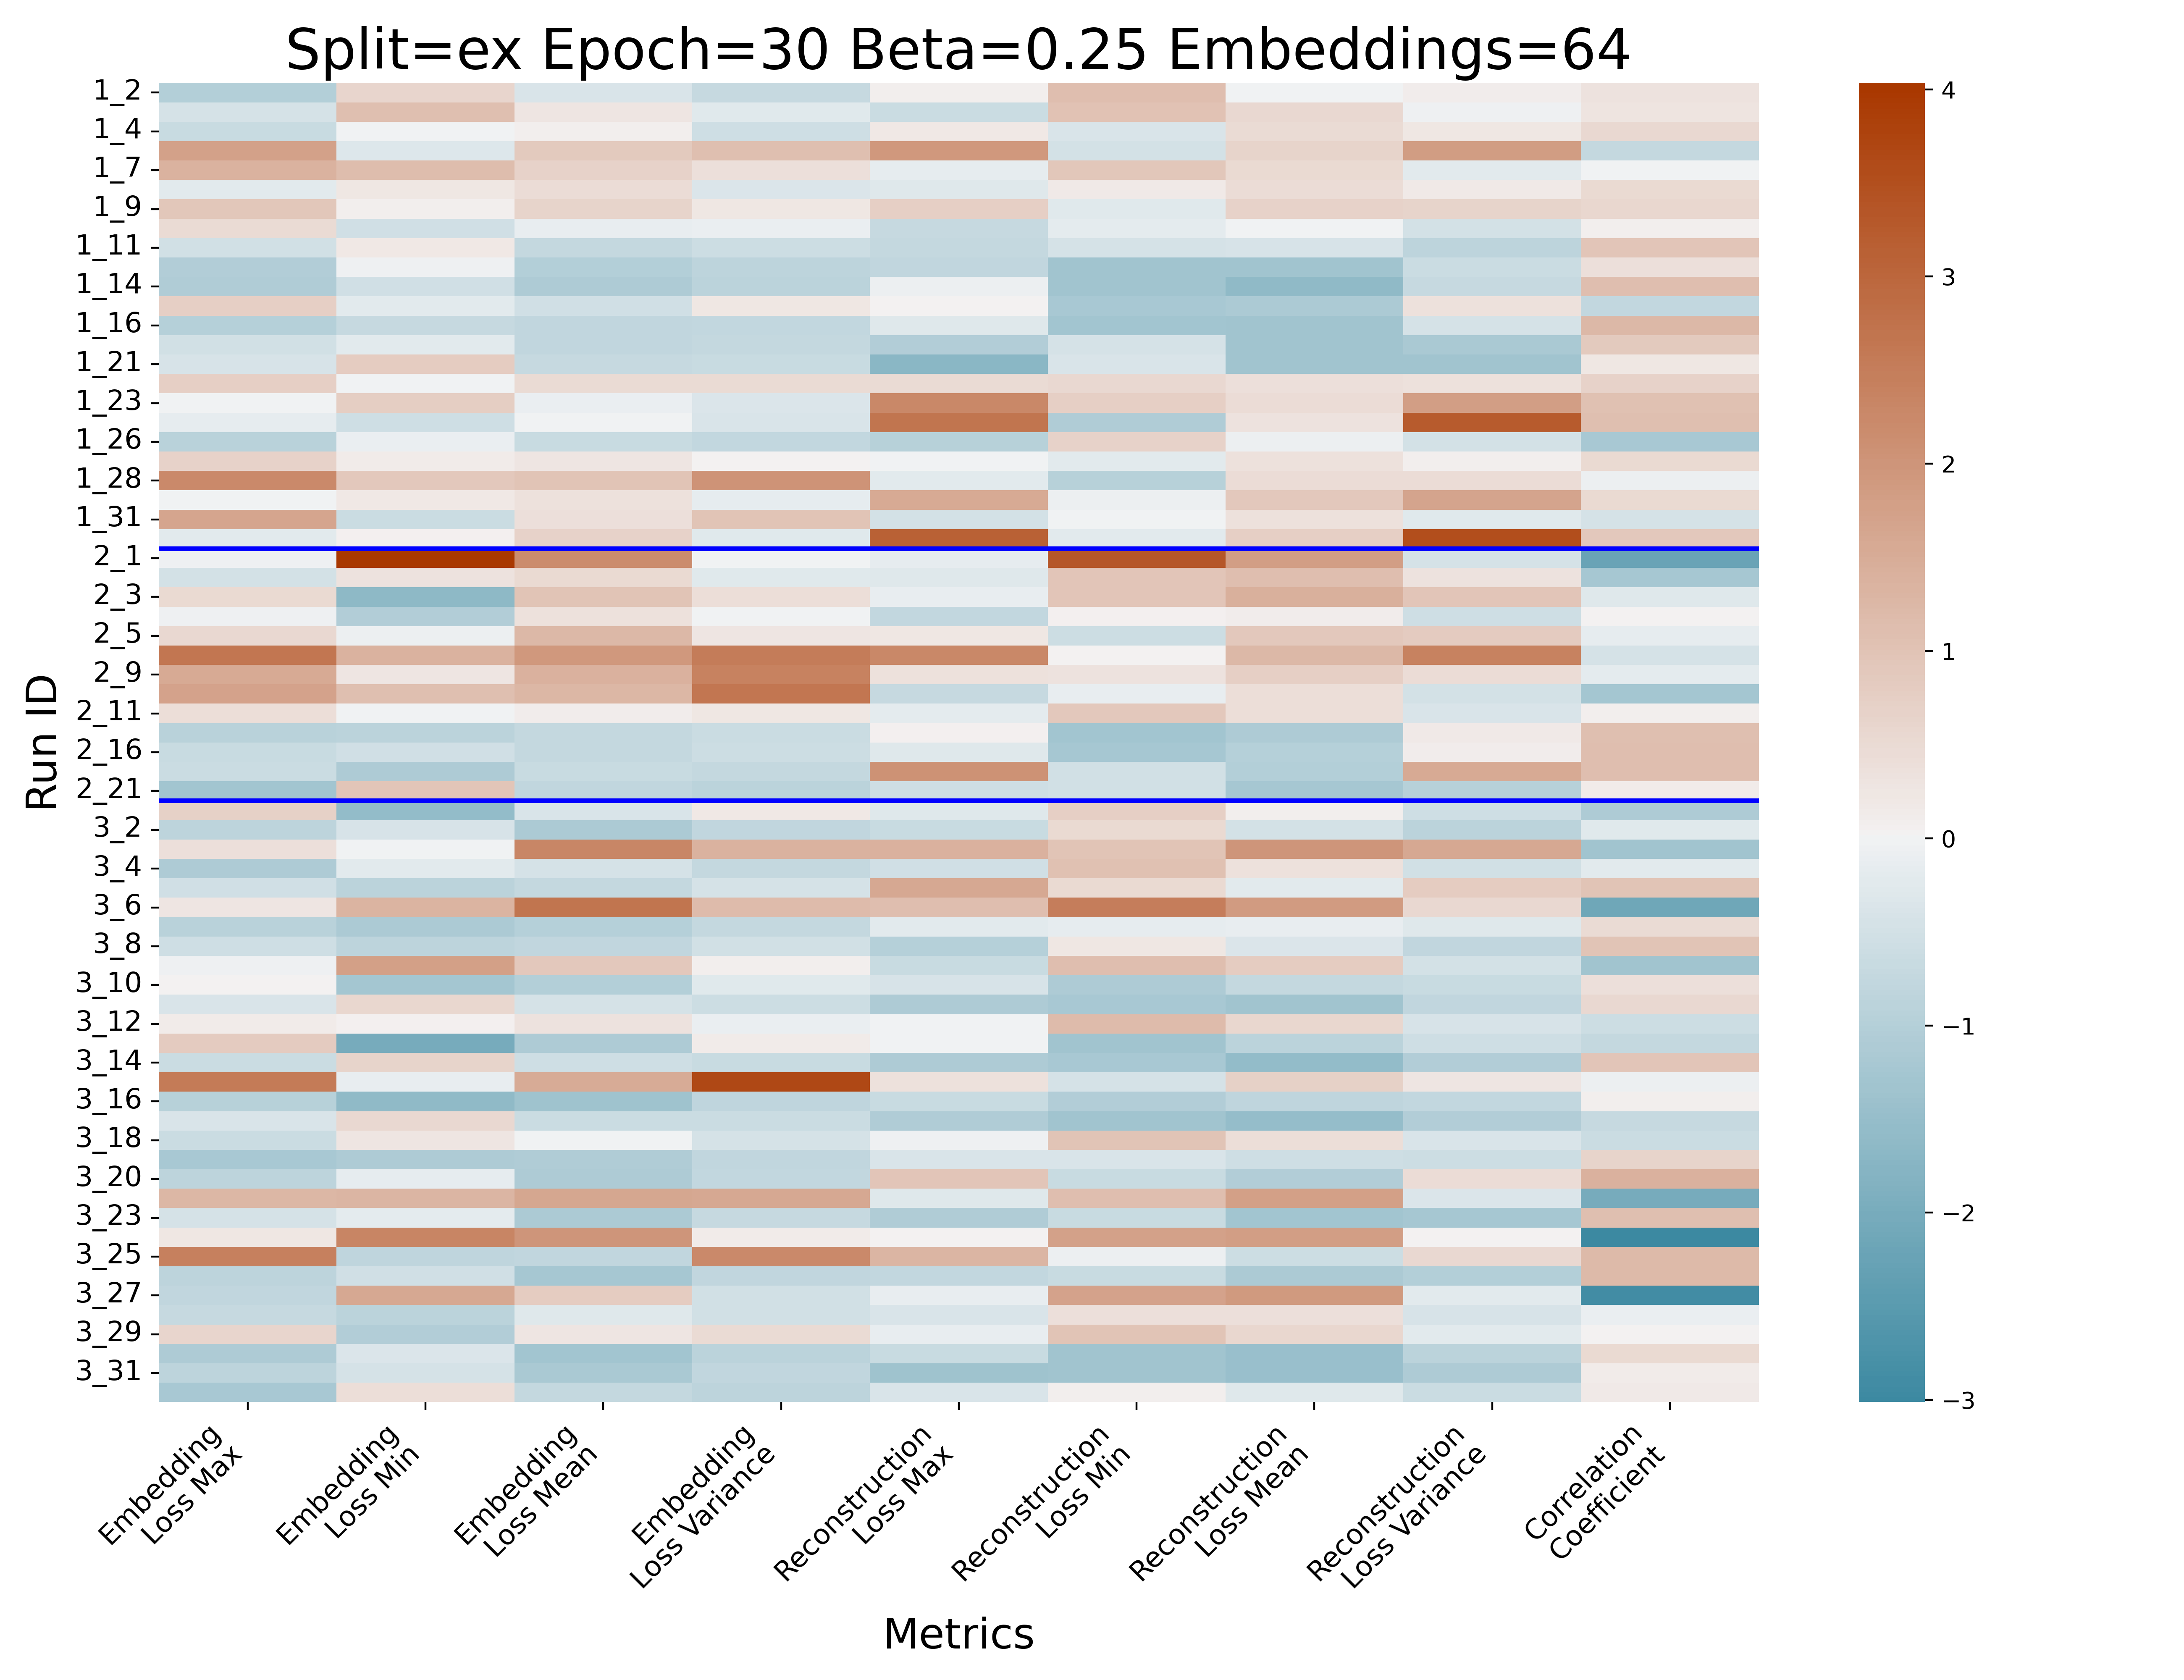 Split=ex Epoch=30 Beta=0.25 Embeddings=64
1_2
1_4
1_7
1_9
1_11
1_14
1_16
1_21
1_23
1_26
1_28
1_31
2_1
2_3
2_5
2_9
2_11
2_16
2_21
3_2
3_4
3_6
3_8
3_10
3_12
3_14
3_16
3_18
3_20
3_23
3_25
3_27
3_29
3_31
Run ID
Embedding
Loss Max
Embedding
Loss Min
Embedding
Loss Mean
Embedding
Loss Variance
Reconstruction
Loss Max
Reconstruction
Loss Min
Reconstruction
Loss Mean
Reconstruction
Loss Variance
Correlation
Coefficient
Metrics
4
3
2
1
0
−1
−2
−3